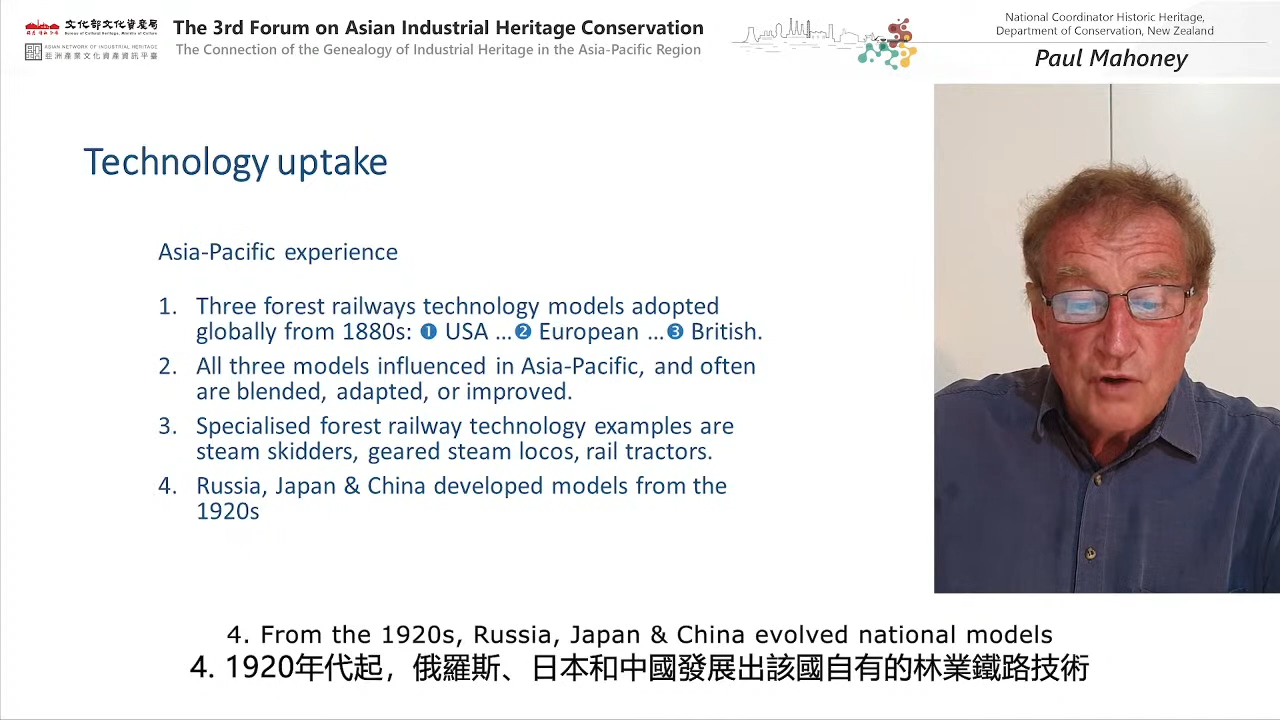 文化部文化資產局
Bureau of Cultural Heritage, Ministry of Culture
ASIAN NETWORK OF INDUSTRIAL HERITAGE
亞洲產業文化資產資訊平臺
The 3rd Forum on Asian Industrial Heritage Conservation
The Connection of the Genealogy of Industrial Heritage in the Asia-Pacific Region
National Coordinator Historic Heritage,
Department of Conservation, New Zealand
Paul Mahoney
Technology uptake
Asia-Pacific experience
1. Three forest railways technology models adopted
globally from 1880s: ❶ USA ...❷ European ...❸ British.
2. All three models influenced in Asia-Pacific, and often
are blended, adapted, or improved.
3. Specialised forest railway technology examples are
steam skidders, geared steam locos, rail tractors.
4. Russia, Japan & China developed models from the
1920s
4. From the 1920s, Russia, Japan & China evolved national models
4. 1920年代起，俄羅斯、日本和中國發展出該國自有的林業鐵路技術